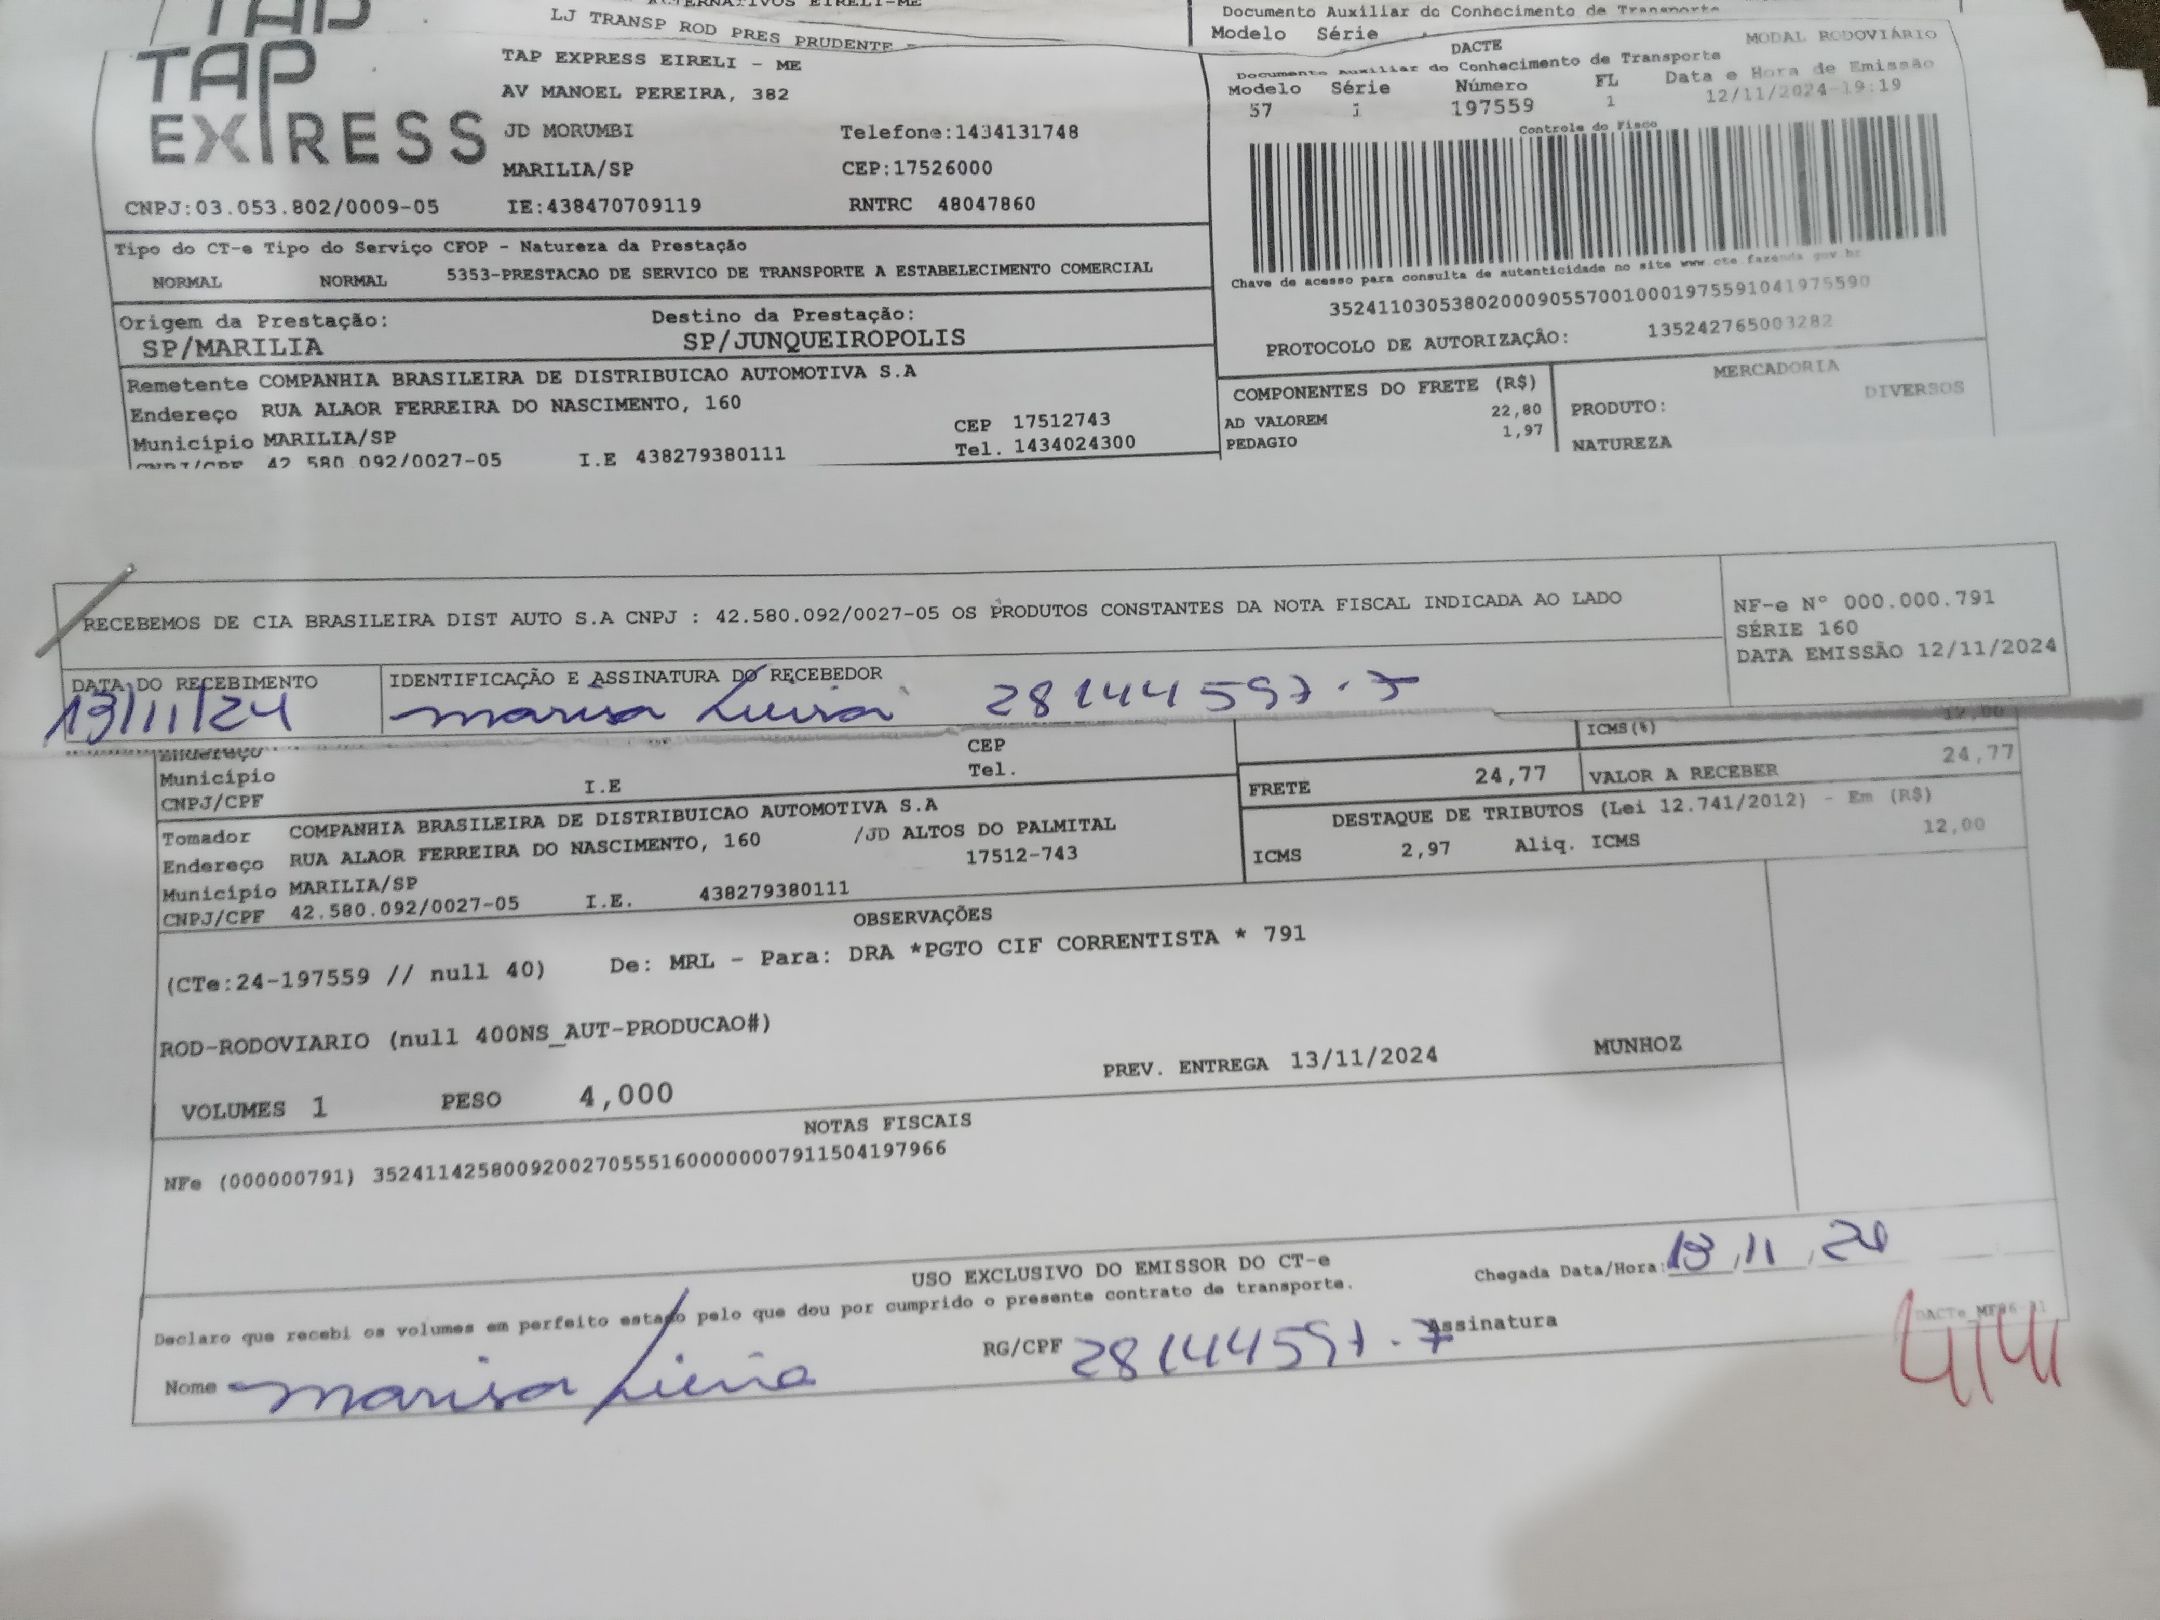 TAP
LJ TRANSP ROD PRES PRUDENTE -
Documento Auxiliar do Conhecimento de Transporte
Modelo Série
TAP EXPRESS
TAP EXPRESS EIRELI - ME
AV MANOEL PEREIRA, 382
JD MORUMBI Telefone:1434131748
MARILIA/SP CEP:17526000
CNPJ:03.053.802/0009-05 IE:438470709119 RNTRC 48047860
DACTE MODAL RODOVIÁRIO
Documento Auxiliar do Conhecimento de Transporte
Modelo Série Número FL Data e Hora de Emissão
57 1 197559 1 12/11/2024-19:19
Controle do Fisco
Chave de acesso para consulta de autenticidade no site www.cte.fazenda.gov.br
35241103053802000905570010001975591041975590
PROTOCOLO DE AUTORIZAÇÃO: 135242765003282
Tipo do CT-e Tipo do Serviço CFOP - Natureza da Prestação
NORMAL NORMAL 5353-PRESTACAO DE SERVICO DE TRANSPORTE A ESTABELECIMENTO COMERCIAL
Origem da Prestação: Destino da Prestação:
SP/MARILIA SP/JUNQUEIROPOLIS
Remetente COMPANHIA BRASILEIRA DE DISTRIBUICAO AUTOMOTIVA S.A
Endereço RUA ALAOR FERREIRA DO NASCIMENTO, 160
Município MARILIA/SP CEP 17512743
CNPJ/CPF 42.580.092/0027-05 I.E 438279380111 Tel. 1434024300
COMPONENTES DO FRETE (R$) MERCADORIA
AD VALOREM 22,80 PRODUTO: DIVERSOS
PEDAGIO 1,97 NATUREZA
RECEBEMOS DE CIA BRASILEIRA DIST AUTO S.A CNPJ : 42.580.092/0027-05 OS PRODUTOS CONSTANTES DA NOTA FISCAL INDICADA AO LADO
NF-e Nº 000.000.791
SÉRIE 160
DATA EMISSÃO 12/11/2024
DATA DO RECEBIMENTO IDENTIFICAÇÃO E ASSINATURA DO RECEBEDOR
13/11/24 28144597-7
Endereço CEP
Município Tel.
CNPJ/CPF I.E
ICMS(%) 12,00
FRETE 24,77 VALOR A RECEBER 24,77
Tomador COMPANHIA BRASILEIRA DE DISTRIBUICAO AUTOMOTIVA S.A
Endereço RUA ALAOR FERREIRA DO NASCIMENTO, 160 /JD ALTOS DO PALMITAL
Município MARILIA/SP 17512-743
CNPJ/CPF 42.580.092/0027-05 I.E. 438279380111
DESTAQUE DE TRIBUTOS (Lei 12.741/2012) - Em (R$)
ICMS 2,97 Aliq. ICMS 12,00
OBSERVAÇÕES
(CTe:24-197559 // null 40) De: MRL - Para: DRA *PGTO CIF CORRENTISTA * 791
ROD-RODOVIARIO (null 400NS_AUT-PRODUCAO#)
VOLUMES 1 PESO 4,000 PREV. ENTREGA 13/11/2024 MUNHOZ
NOTAS FISCAIS
NFe (000000791) 35241142580092002705551600000007911504197966
USO EXCLUSIVO DO EMISSOR DO CT-e
Declaro que recebi os volumes em perfeito estado pelo que dou por cumprido o presente contrato de transporte.
Chegada Data/Hora: 13/11/24
Nome RG/CPF 28144597-7 Assinatura